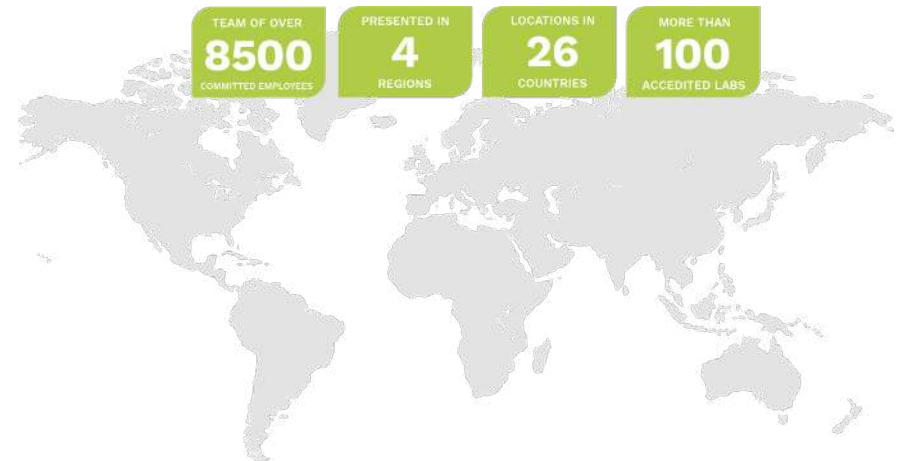 TEAM OF OVER
8500
COMMITTED EMPLOYEES
PRESENTED IN
4
REGIONS
LOCATIONS IN
26
COUNTRIES
MORE THAN
100
ACCEDITED LABS